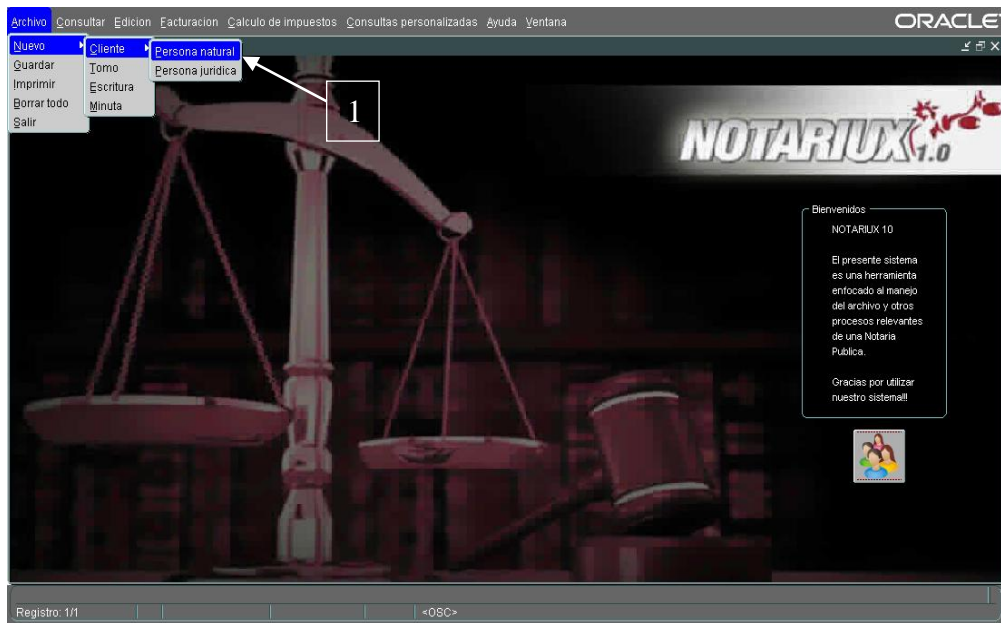 Archivo Consultar Edicion Facturacion Calculo de impuestos Consultas personalizadas Ayuda Ventana
ORACLE
Nuevo
Guardar
Imprimir
Borrar todo
Salir
Cliente
Tomo
Escritura
Minuta
Persona natural
Persona juridica
1
NOTARIUX 1.0
Bienvenidos
NOTARIUX 10
El presente sistema
es una herramienta
enfocado al manejo
del archivo y otros
procesos relevantes
de una Notaria
Publica.
Gracias por utilizar
nuestro sistema!!!
Registro: 1/1
<OSC>